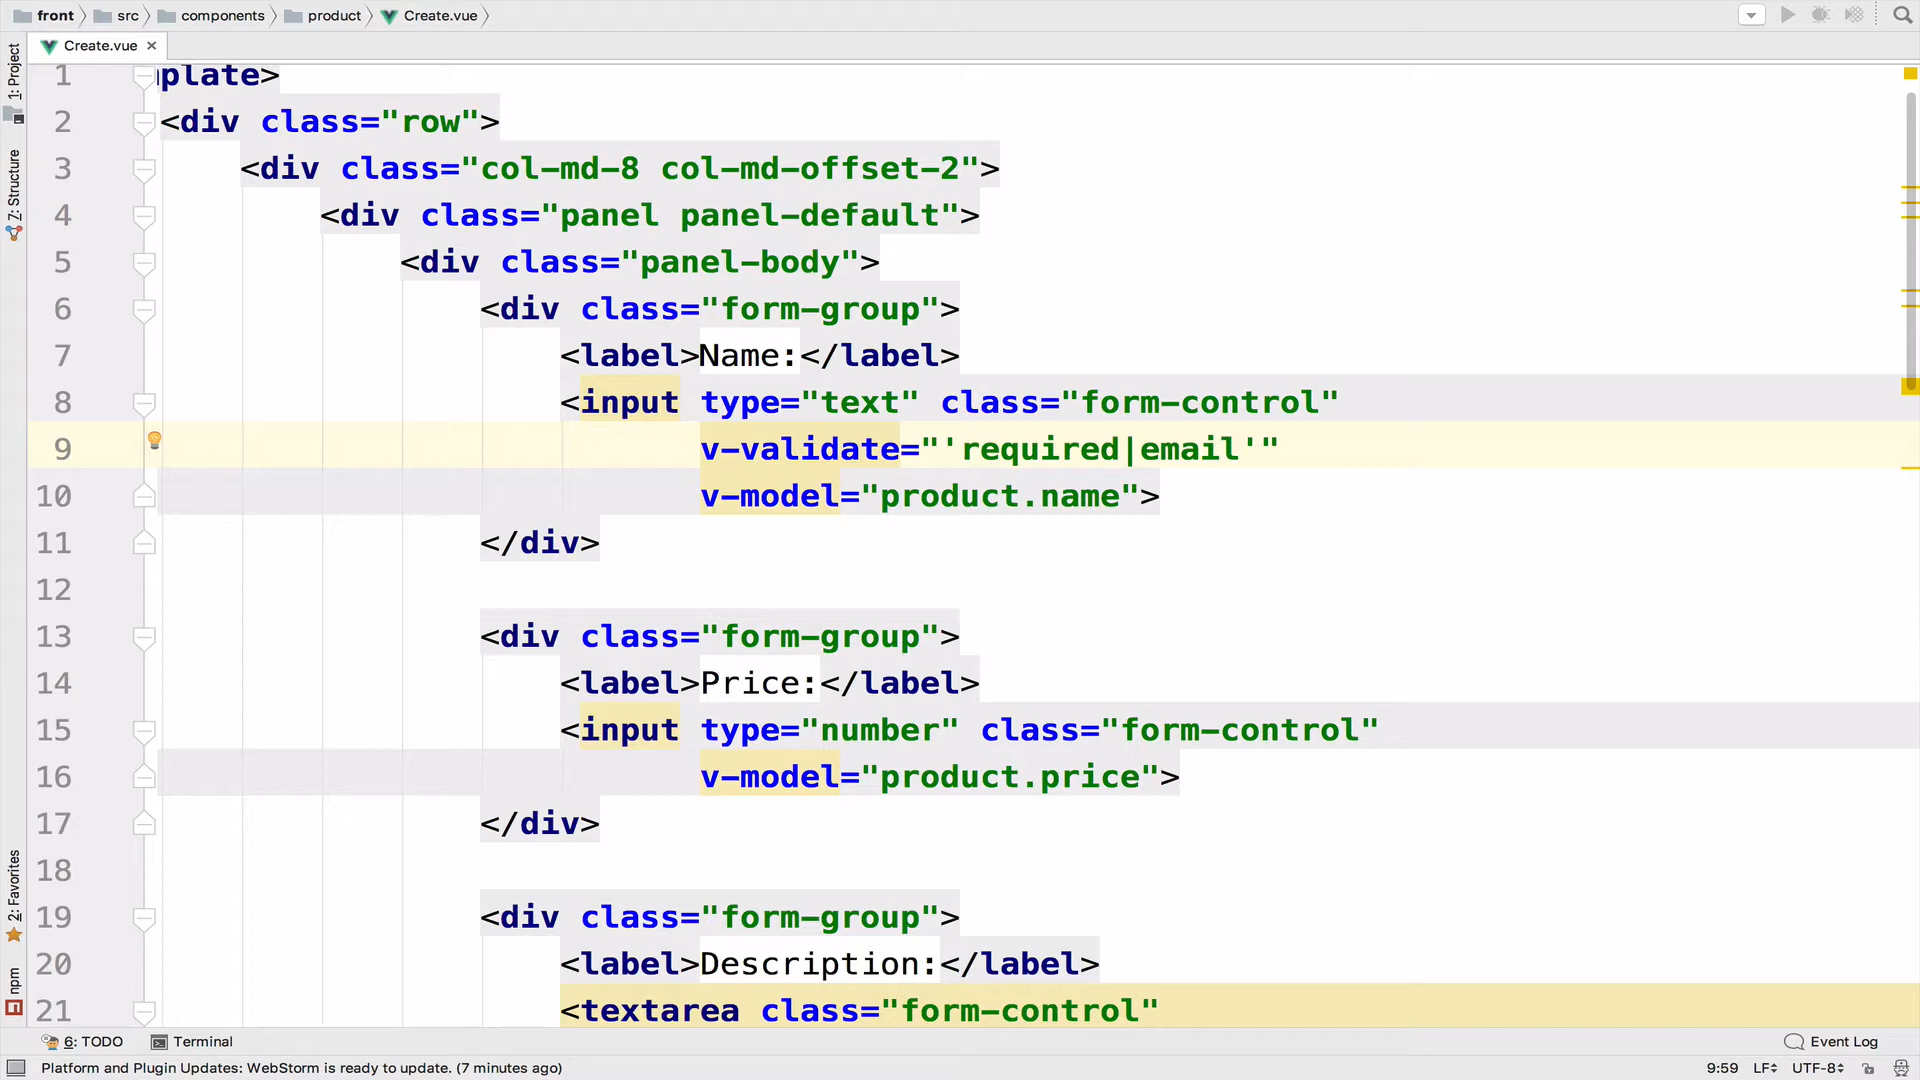 front src components product Create.vue
Create.vue
1: Project
7: Structure
2: Favorites
npm
1 plate>
2 <div class="row">
3 <div class="col-md-8 col-md-offset-2">
4 <div class="panel panel-default">
5 <div class="panel-body">
6 <div class="form-group">
7 <label>Name:</label>
8 <input type="text" class="form-control"
9 v-validate="'required|email'"
10 v-model="product.name">
11 </div>
12
13 <div class="form-group">
14 <label>Price:</label>
15 <input type="number" class="form-control"
16 v-model="product.price">
17 </div>
18
19 <div class="form-group">
20 <label>Description:</label>
21 <textarea class="form-control"
6: TODO Terminal Event Log
Platform and Plugin Updates: WebStorm is ready to update. (7 minutes ago) 9:59 LF UTF-8